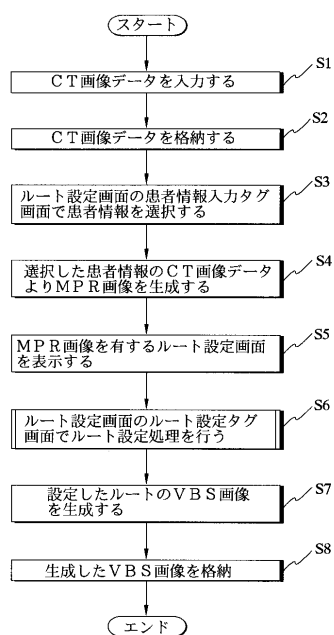 スタート
S1
CT画像データを入力する
S2
CT画像データを格納する
S3
ルート設定画面の患者情報入力タグ
画面で患者情報を選択する
S4
選択した患者情報のCT画像データ
よりMPR画像を生成する
S5
MPR画像を有するルート設定画面
を表示する
S6
ルート設定画面のルート設定タグ
画面でルート設定処理を行う
S7
設定したルートのVBS画像
を生成する
S8
生成したVBS画像を格納
エンド